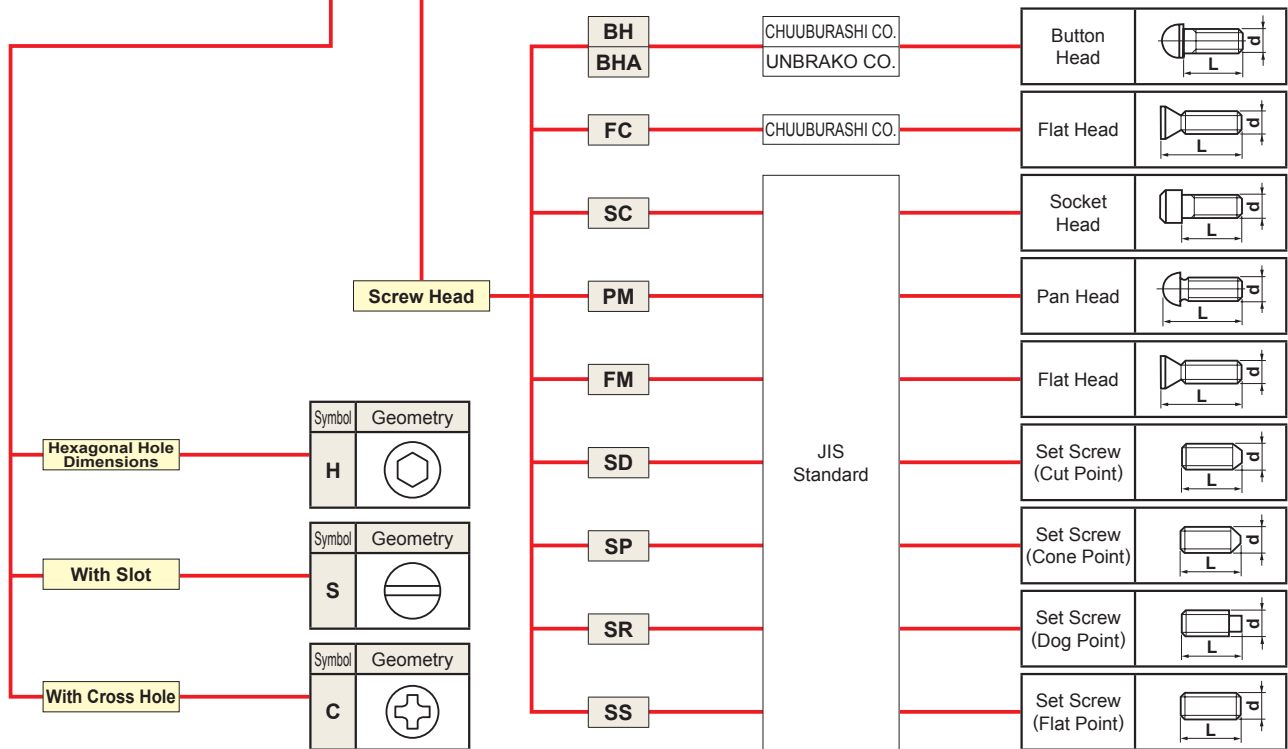 BH
CHUUBURASHI CO.
BHA
UNBRAKO CO.
Button
Head
d
L
FC
CHUUBURASHI CO.
Flat Head
d
L
SC
Socket
Head
d
L
Screw Head
PM
Pan Head
d
L
FM
Flat Head
d
L
Symbol
Geometry
Hexagonal Hole
Dimensions
H
SD
JIS
Standard
Set Screw
(Cut Point)
d
L
Symbol
Geometry
With Slot
S
SP
Set Screw
(Cone Point)
d
L
SR
Set Screw
(Dog Point)
d
L
Symbol
Geometry
With Cross Hole
C
SS
Set Screw
(Flat Point)
d
L